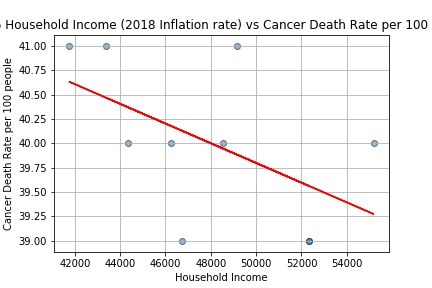 Household Income (2018 Inflation rate) vs Cancer Death Rate per 100
41.00
40.75
40.50
40.25
40.00
39.75
39.50
39.25
39.00
Cancer Death Rate per 100 people
42000 44000 46000 48000 50000 52000 54000
Household Income